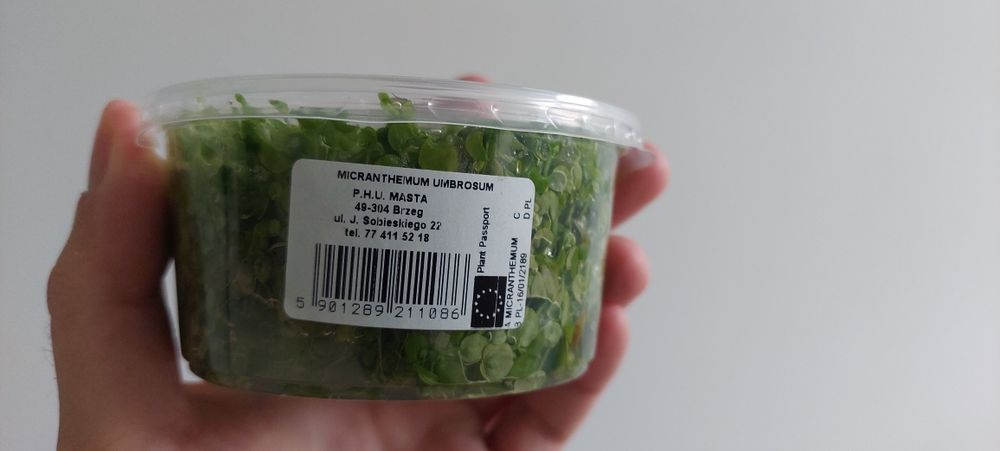 MICRANTHEMUM UMBROSUM
P.H.U. MASTA
49-304 Brzeg
ul. J. Sobieskiego 22
tel. 77 411 52 18
5 901289 211086
Plant Passport
A MICRANTHEMUM C
B PL-16/01/2189 D PL